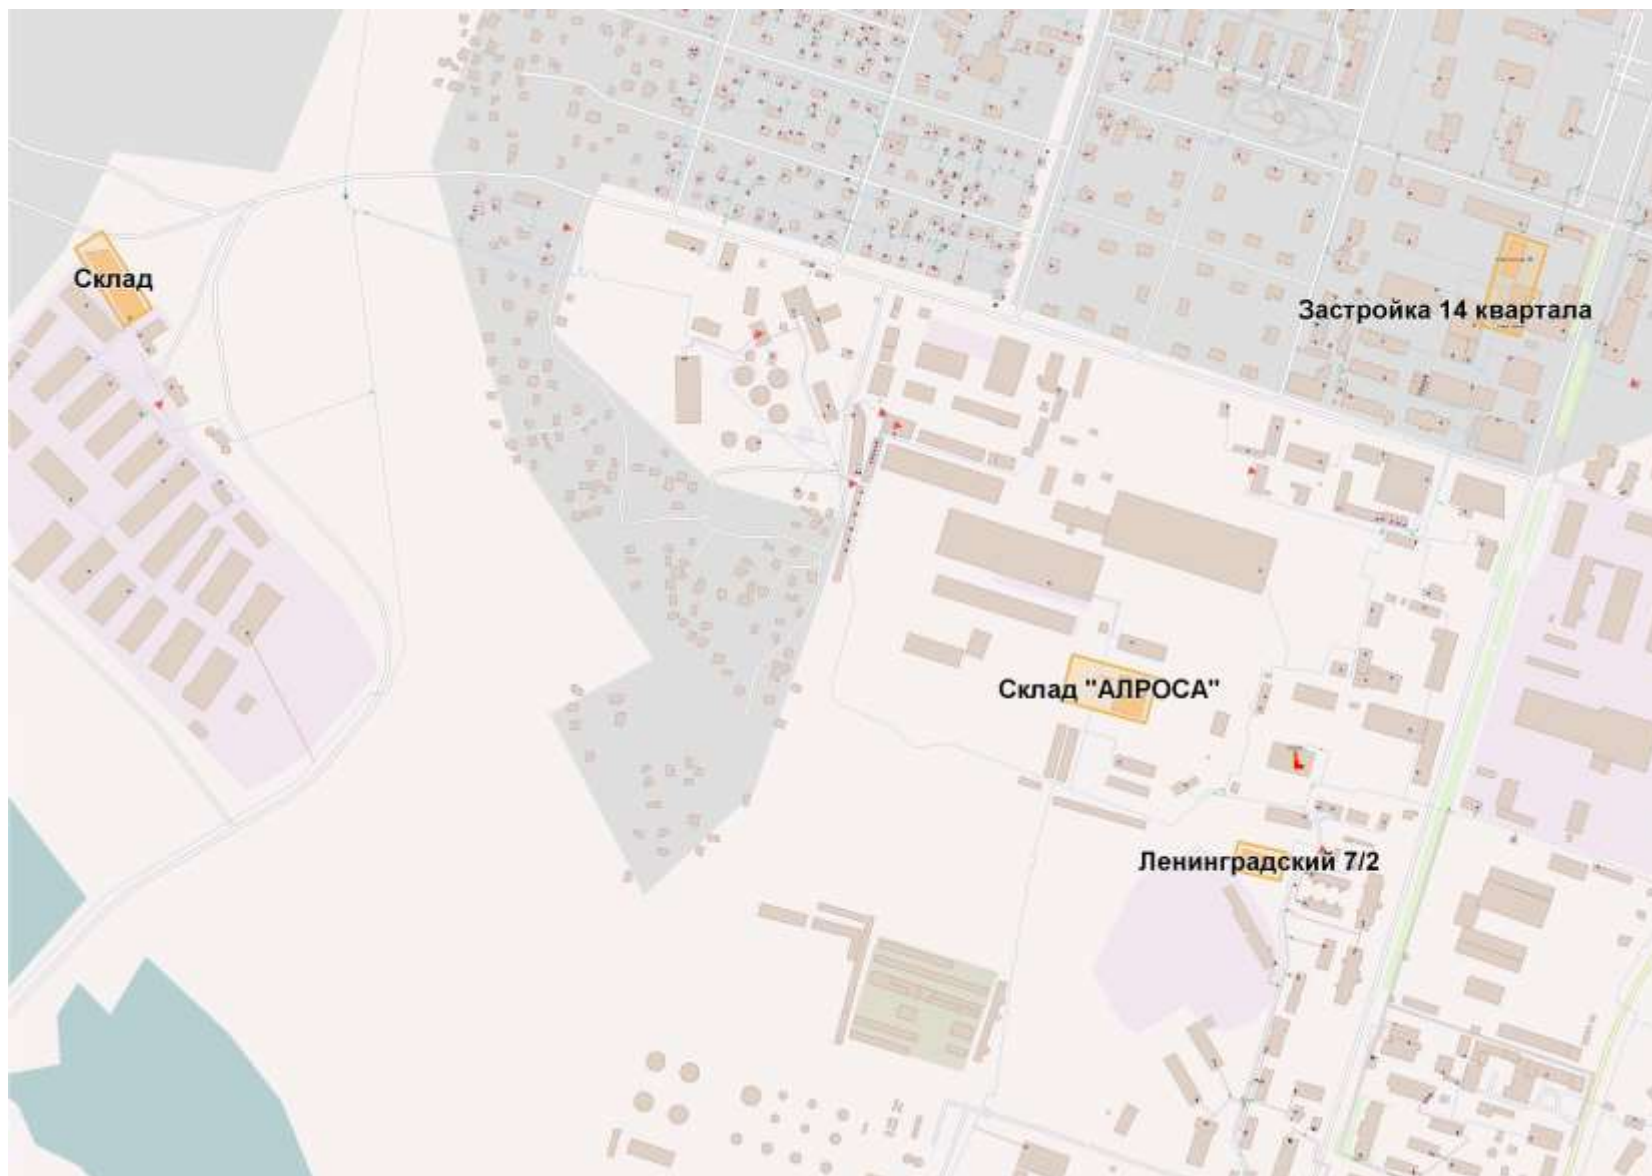 Склад
Застройка 14 квартала
Склад "АЛРОСА"
Ленинградский 7/2